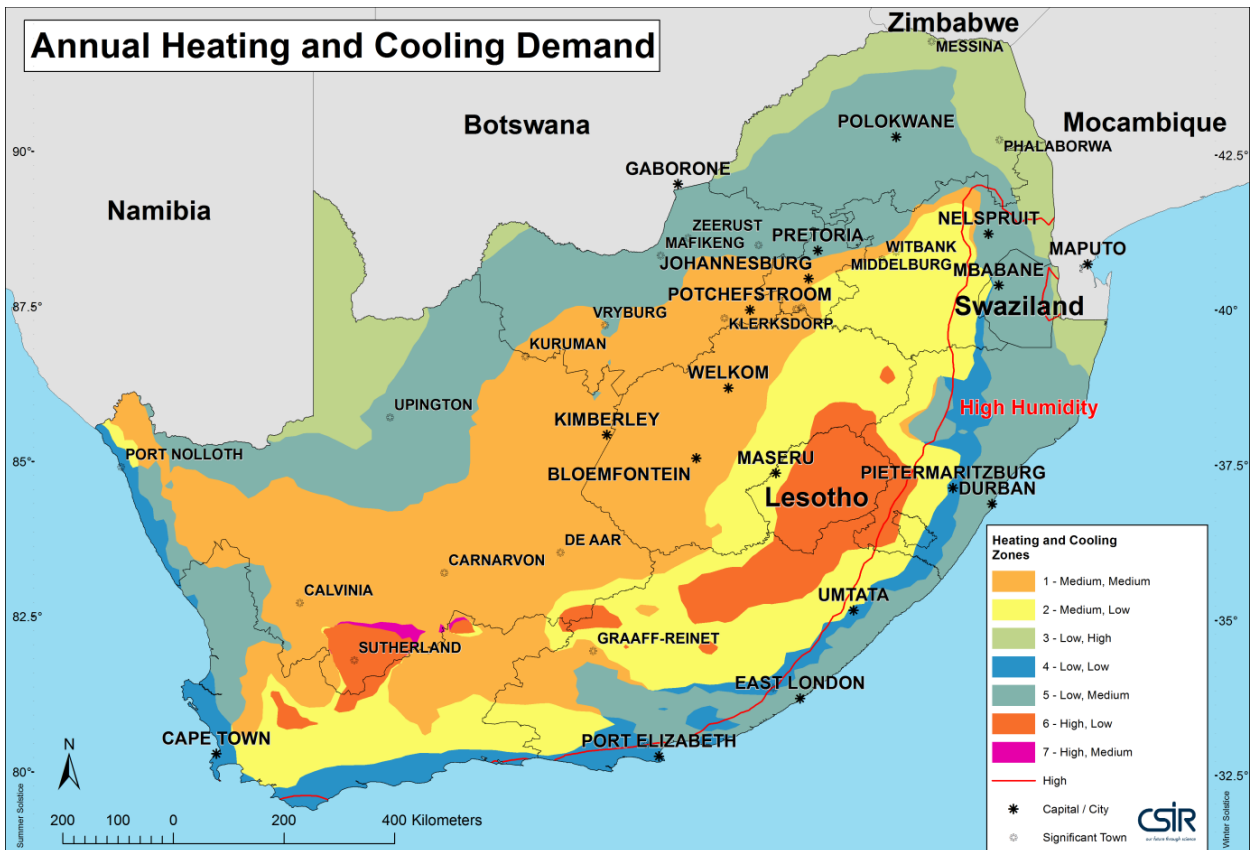 Annual Heating and Cooling Demand
Zimbabwe
MESSINA
Botswana
POLOKWANE
Mocambique
PHALABORWA
90°
-42.5°
GABORONE
Namibia
ZEERUST
MAFIKENG
PRETORIA
NELSPRUIT
WITBANK
MIDDELBURG
MAPUTO
JOHANNESBURG
MBABANE
POTCHEFSTROOM
Swaziland
87.5°
-40°
VRYBURG
KLERKSDORP
KURUMAN
WELKOM
UPINGTON
High Humidity
KIMBERLEY
PORT NOLLOTH
85°
-37.5°
BLOEMFONTEIN
MASERU
PIETERMARITZBURG
DURBAN
Lesotho
DE AAR
CARNARVON
CALVINIA
UMTATA
82.5°
-35°
GRAAFF-REINET
SUTHERLAND
EAST LONDON
CAPE TOWN
PORT ELIZABETH
80°
-32.5°
N
Summer Solstice
Winter Solstice
200 100 0 200 400 Kilometers
Heating and Cooling
Zones
1 - Medium, Medium
2 - Medium, Low
3 - Low, High
4 - Low, Low
5 - Low, Medium
6 - High, Low
7 - High, Medium
High
Capital / City
Significant Town
CSIR
our future through science